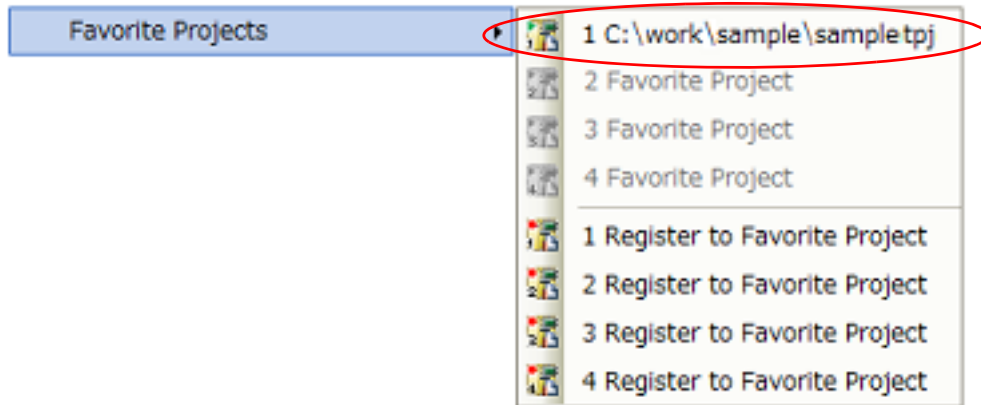 Favorite Projects
1 C:\work\sample\sample tpj
2 Favorite Project
3 Favorite Project
4 Favorite Project
1 Register to Favorite Project
2 Register to Favorite Project
3 Register to Favorite Project
4 Register to Favorite Project